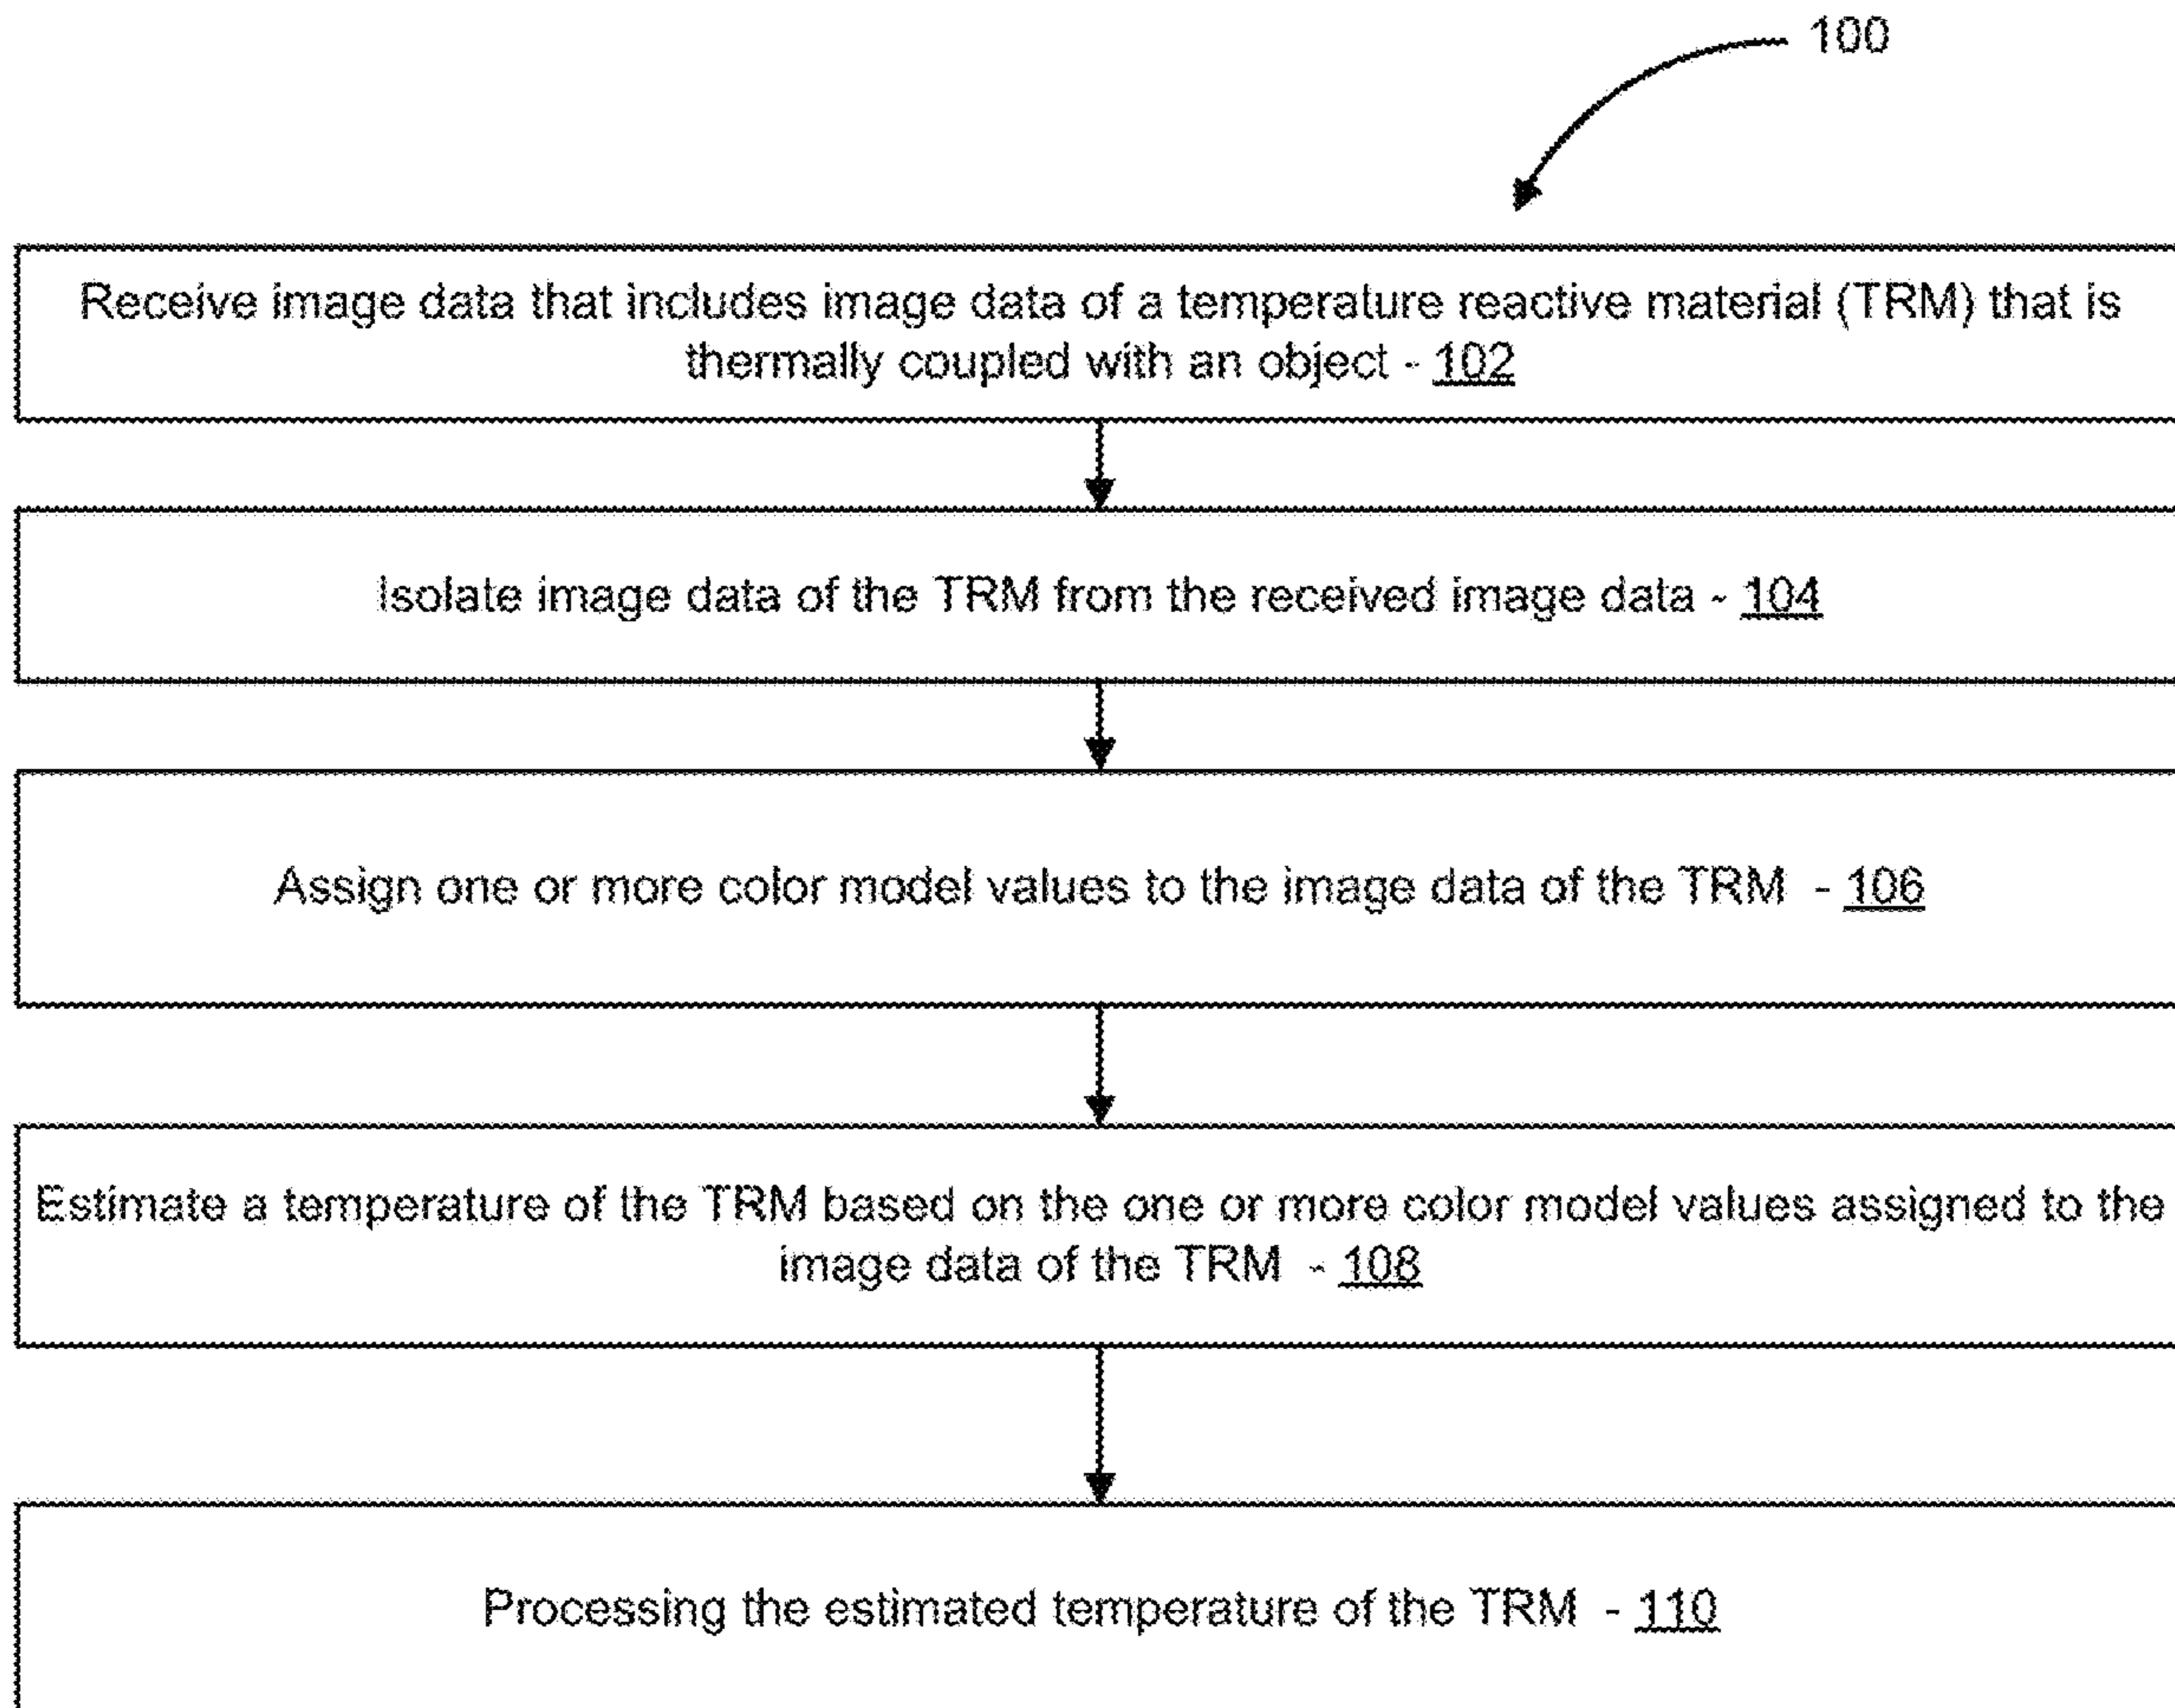 100
Receive image data that includes image data of a temperature reactive material (TRM) that is
thermally coupled with an object - 102
Isolate image data of the TRM from the received image data - 104
Assign one or more color model values to the image data of the TRM - 106
Estimate a temperature of the TRM based on the one or more color model values assigned to the
image data of the TRM - 108
Processing the estimated temperature of the TRM - 110